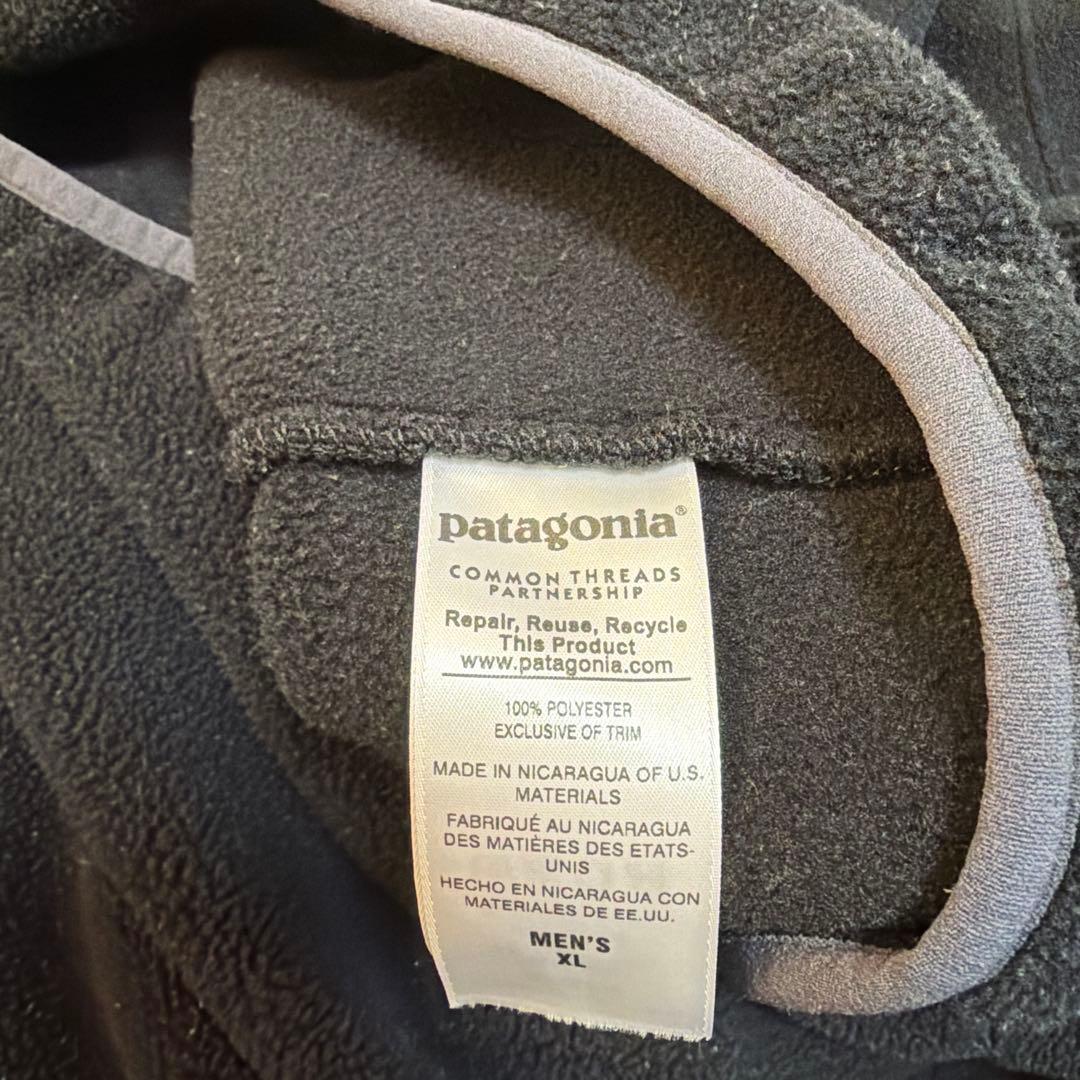 patagonia®
COMMON THREADS
PARTNERSHIP
Repair, Reuse, Recycle
This Product
www.patagonia.com
100% POLYESTER
EXCLUSIVE OF TRIM
MADE IN NICARAGUA OF U.S.
MATERIALS
FABRIQUÉ AU NICARAGUA
DES MATIÈRES DES ETATS-
UNIS
HECHO EN NICARAGUA CON
MATERIALES DE EE.UU.
MEN'S
XL